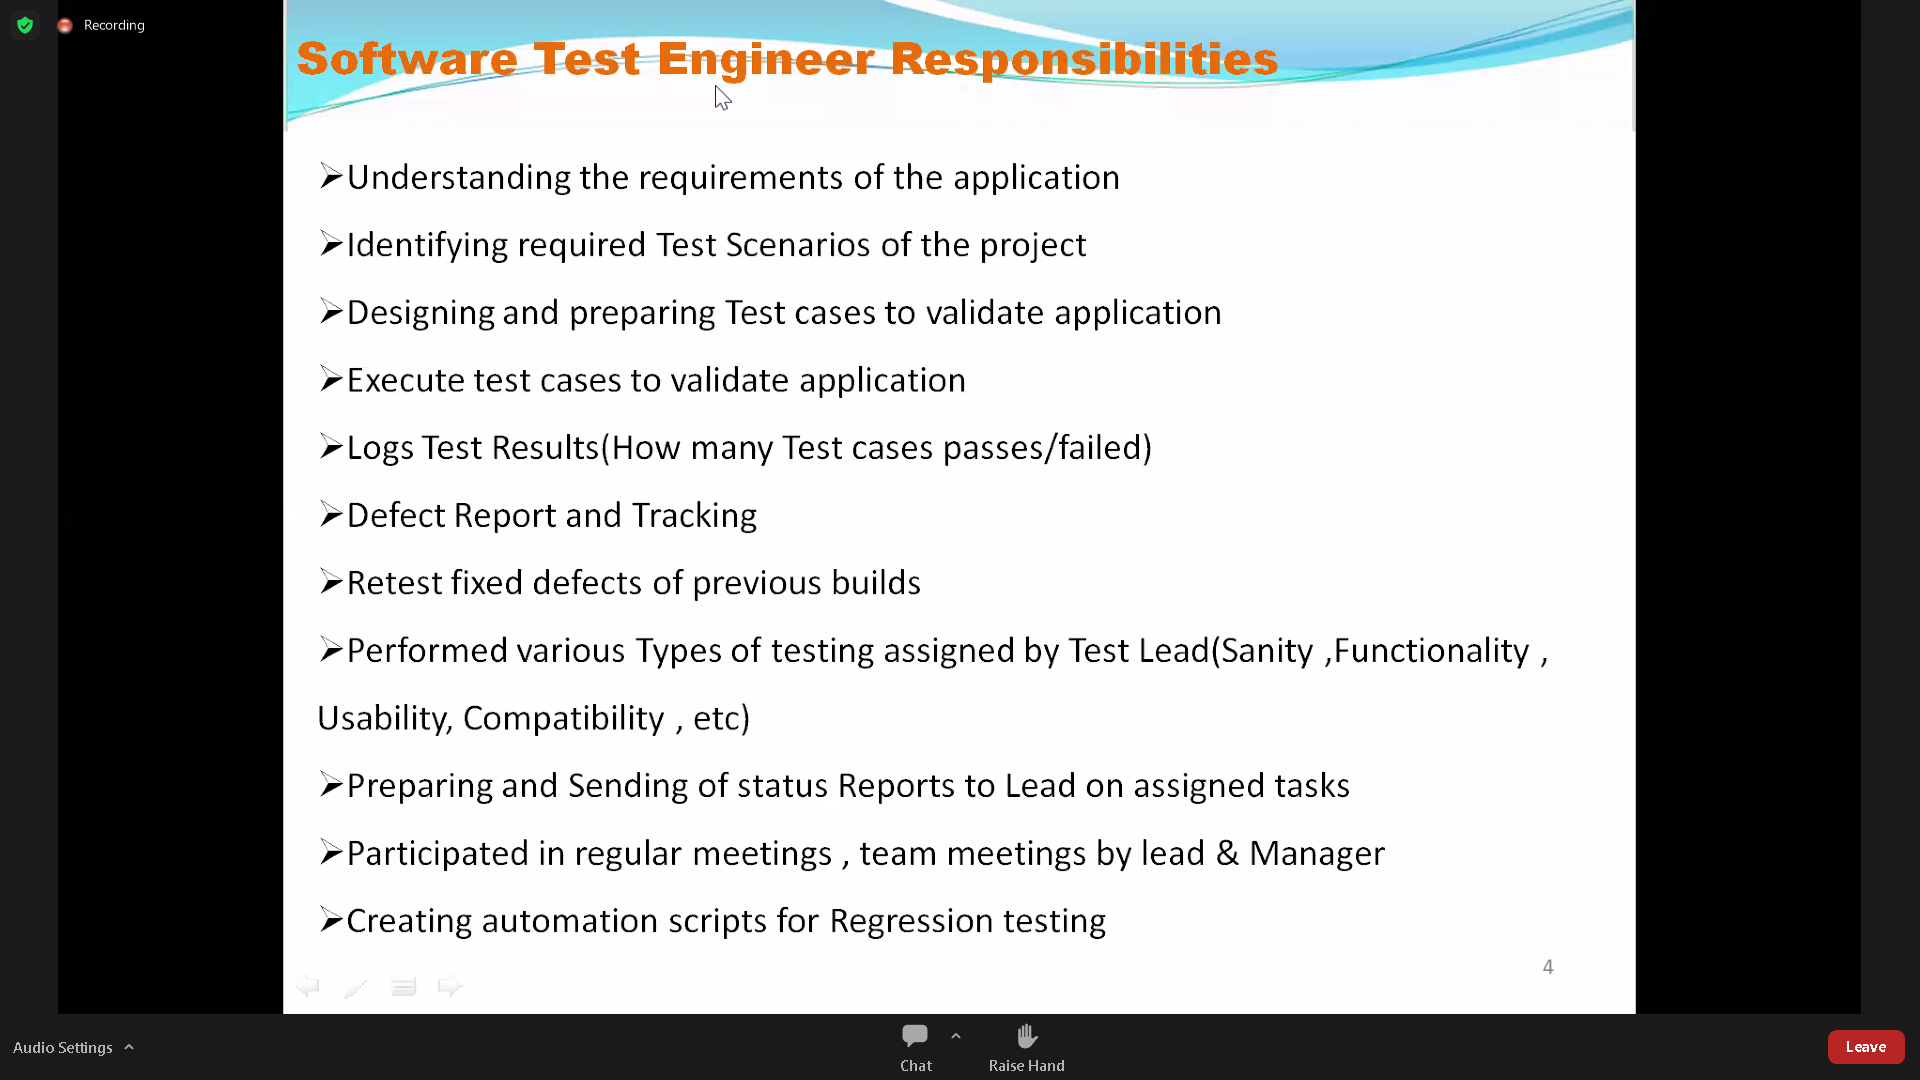 Recording
Software Test Engineer Responsibilities
➢Understanding the requirements of the application
➢Identifying required Test Scenarios of the project
➢Designing and preparing Test cases to validate application
➢Execute test cases to validate application
➢Logs Test Results(How many Test cases passes/failed)
➢Defect Report and Tracking
➢Retest fixed defects of previous builds
➢Performed various Types of testing assigned by Test Lead(Sanity ,Functionality ,
Usability, Compatibility , etc)
➢Preparing and Sending of status Reports to Lead on assigned tasks
➢Participated in regular meetings , team meetings by lead & Manager
➢Creating automation scripts for Regression testing
4
Audio Settings
Chat
Raise Hand
Leave